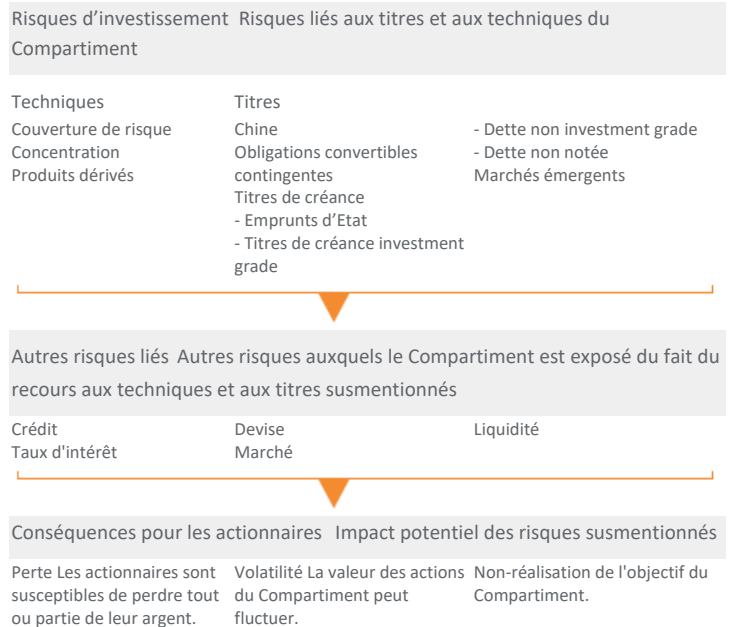 Risques d’investissement Risques liés aux titres et aux techniques du
Compartiment
Techniques
Couverture de risque
Concentration
Produits dérivés
Titres
Chine
Obligations convertibles
contingentes
Titres de créance
- Emprunts d’Etat
- Titres de créance investment
grade
- Dette non investment grade
- Dette non notée
Marchés émergents
Autres risques liés Autres risques auxquels le Compartiment est exposé du fait du
recours aux techniques et aux titres susmentionnés
Crédit
Taux d'intérêt
Devise
Marché
Liquidité
Conséquences pour les actionnaires Impact potentiel des risques susmentionnés
Perte Les actionnaires sont
susceptibles de perdre tout
ou partie de leur argent.
Volatilité La valeur des actions
du Compartiment peut
fluctuer.
Non-réalisation de l'objectif du
Compartiment.